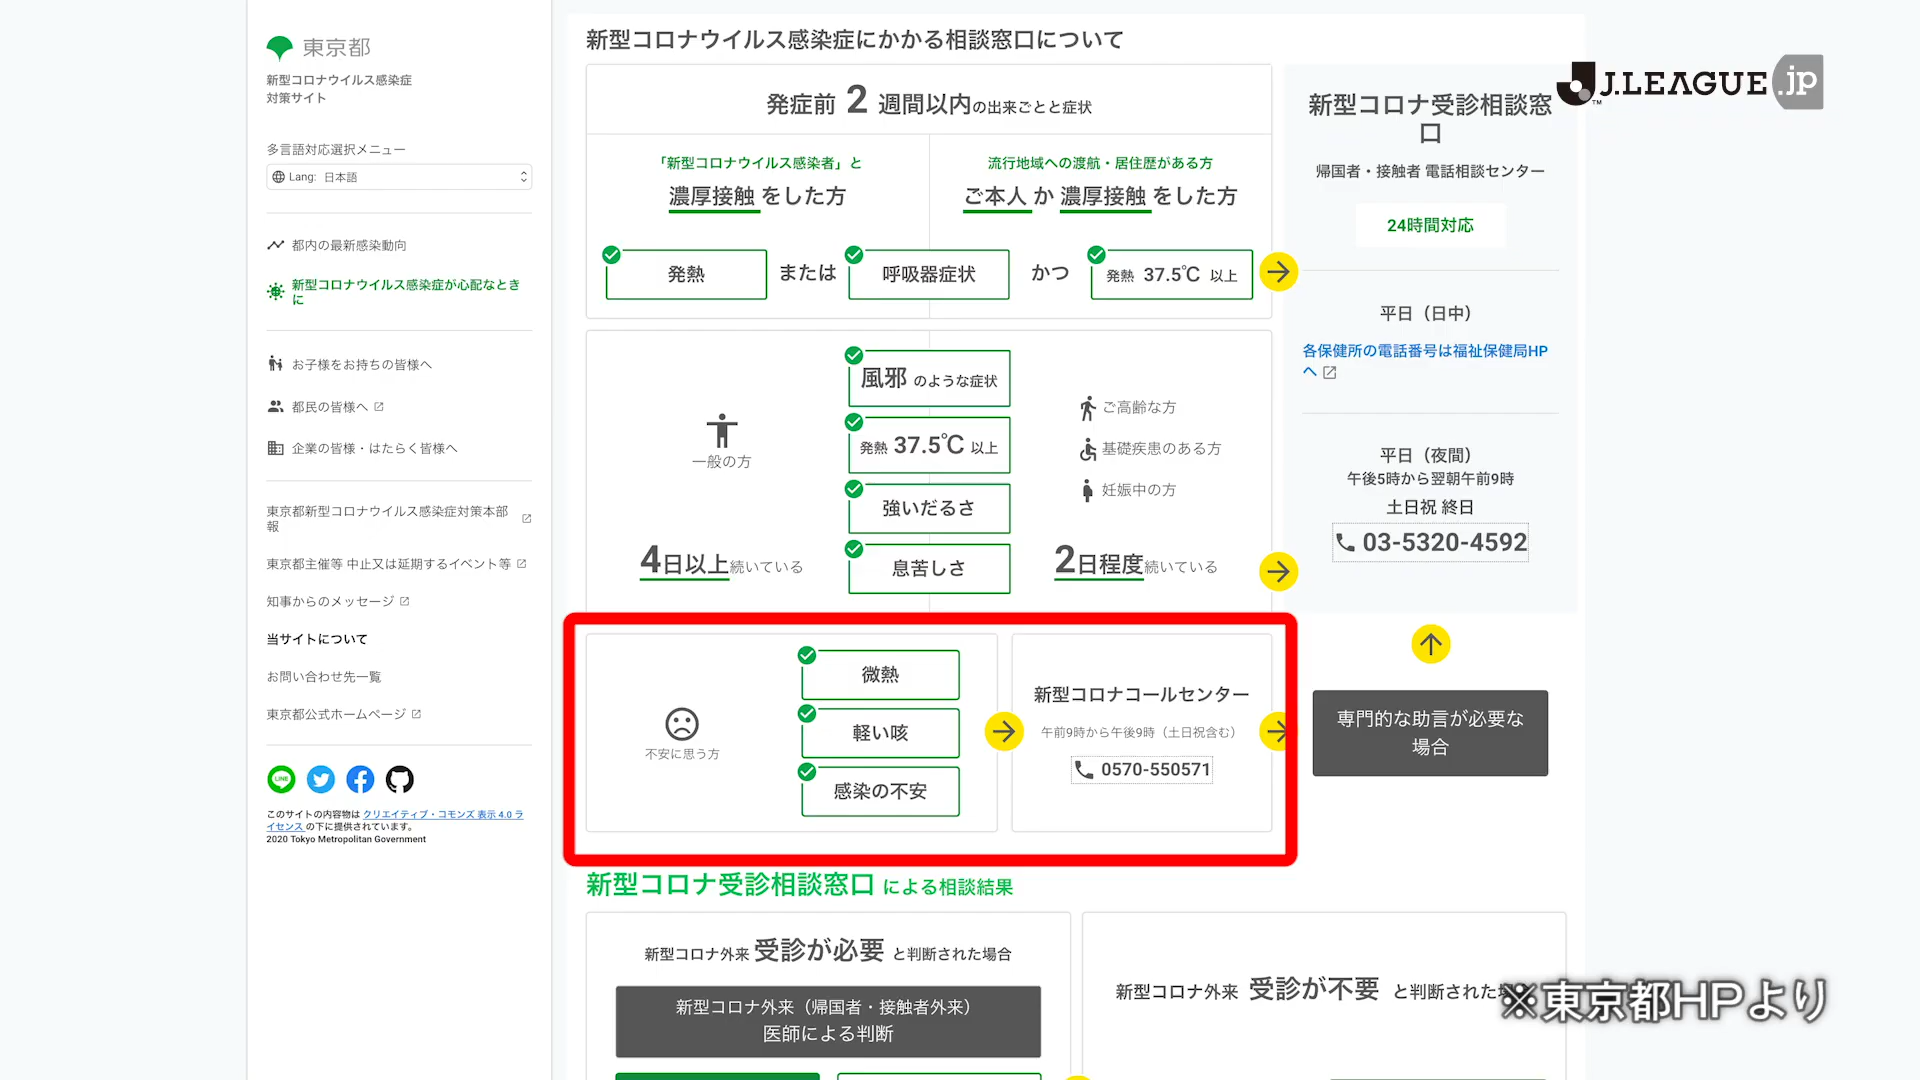 東京都
新型コロナウイルス感染症
対策サイト
多言語対応選択メニュー
Lang: 日本語
都内の最新感染動向
新型コロナウイルス感染症が心配なとき
に
お子様をお持ちの皆様へ
都民の皆様へ
企業の皆様・はたらく皆様へ
東京都新型コロナウイルス感染症対策本部
報
東京都主催等 中止又は延期するイベント等
知事からのメッセージ
当サイトについて
お問い合わせ先一覧
東京都公式ホームページ
LINE
このサイトの内容物は クリエイティブ・コモンズ 表示 4.0 ラ
イセンス の下に提供されています。
2020 Tokyo Metropolitan Government
新型コロナウイルス感染症にかかる相談窓口について
発症前 2 週間以内の出来ごとと症状
「新型コロナウイルス感染者」と
濃厚接触 をした方
流行地域への渡航・居住歴がある方
ご本人 か 濃厚接触 をした方
発熱 または 呼吸器症状 かつ 発熱 37.5℃ 以上
一般の方
4日以上続いている
風邪 のような症状
発熱 37.5℃ 以上
強いだるさ
息苦しさ
ご高齢な方
基礎疾患のある方
妊娠中の方
2日程度続いている
不安に思う方
微熱
軽い咳
感染の不安
新型コロナコールセンター
午前9時から午後9時（土日祝含む）
0570-550571
J.LEAGUE.jp
TM
新型コロナ受診相談窓
口
帰国者・接触者 電話相談センター
24時間対応
平日（日中）
各保健所の電話番号は福祉保健局HP
へ
平日（夜間）
午後5時から翌朝午前9時
土日祝 終日
03-5320-4592
専門的な助言が必要な
場合
新型コロナ受診相談窓口 による相談結果
新型コロナ外来 受診が必要 と判断された場合
新型コロナ外来（帰国者・接触者外来）
医師による判断
新型コロナ外来 受診が不要 と判断された
※東京都HPより